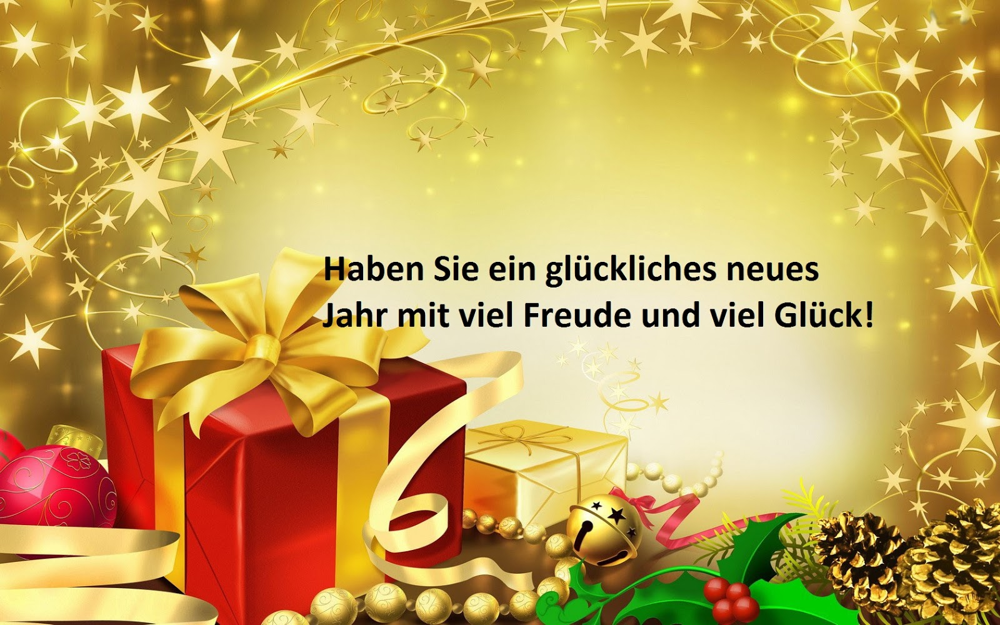 Haben Sie ein glückliches neues
Jahr mit viel Freude und viel Glück!